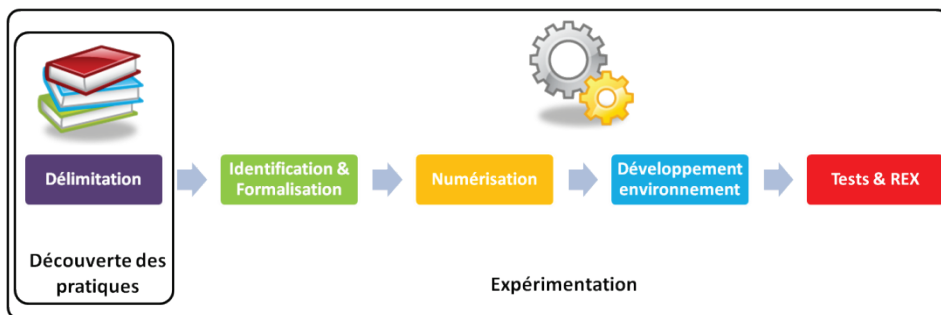 Délimitation
Identification &
Formalisation
Numérisation
Développement
environnement
Tests & REX
Découverte des
pratiques
Expérimentation